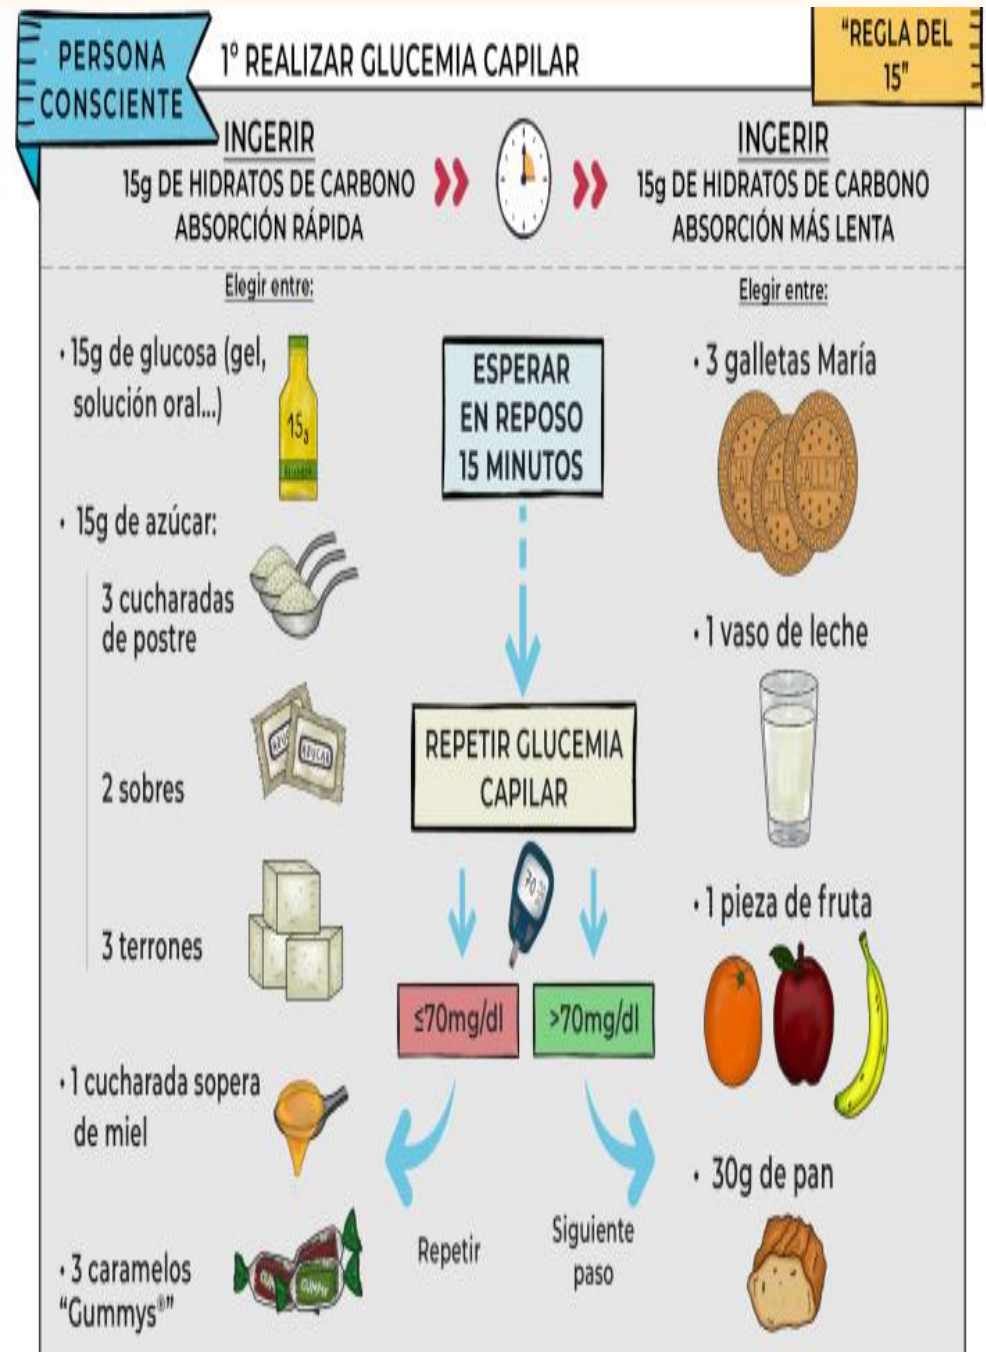 PERSONA
CONSCIENTE
1º REALIZAR GLUCEMIA CAPILAR
"REGLA DEL
15"
INGERIR
15g DE HIDRATOS DE CARBONO
ABSORCIÓN RÁPIDA
INGERIR
15g DE HIDRATOS DE CARBONO
ABSORCIÓN MÁS LENTA
Elegir entre:
• 15g de glucosa (gel,
solución oral...)
15g
• 15g de azúcar:
3 cucharadas
de postre
2 sobres
AZUCAR
3 terrones
• 1 cucharada sopera
de miel
• 3 caramelos
"Gummys®"
GUMMY
ESPERAR
EN REPOSO
15 MINUTOS
REPETIR GLUCEMIA
CAPILAR
70
≤70mg/dl
>70mg/dl
Repetir
Siguiente
paso
Elegir entre:
• 3 galletas María
GALLETA
• 1 vaso de leche
• 1 pieza de fruta
• 30g de pan